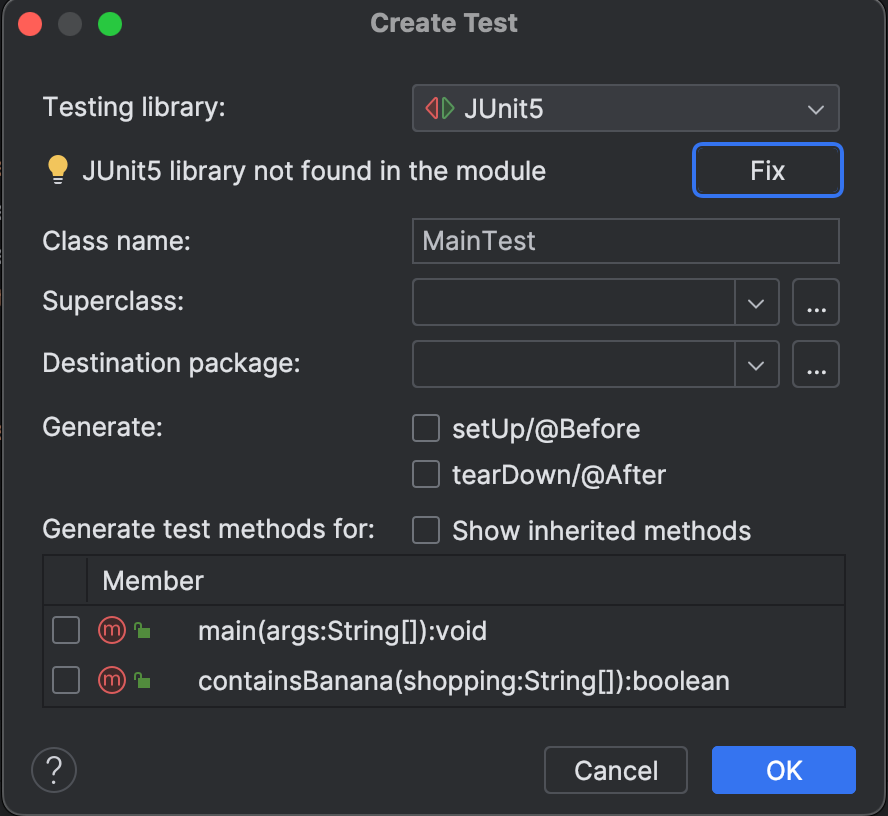 Create Test
Testing library: JUnit5
JUnit5 library not found in the module Fix
Class name: MainTest
Superclass: ...
Destination package: ...
Generate: setUp/@Before
tearDown/@After
Generate test methods for: Show inherited methods
Member
m main(args:String[]):void
m containsBanana(shopping:String[]):boolean
? Cancel OK